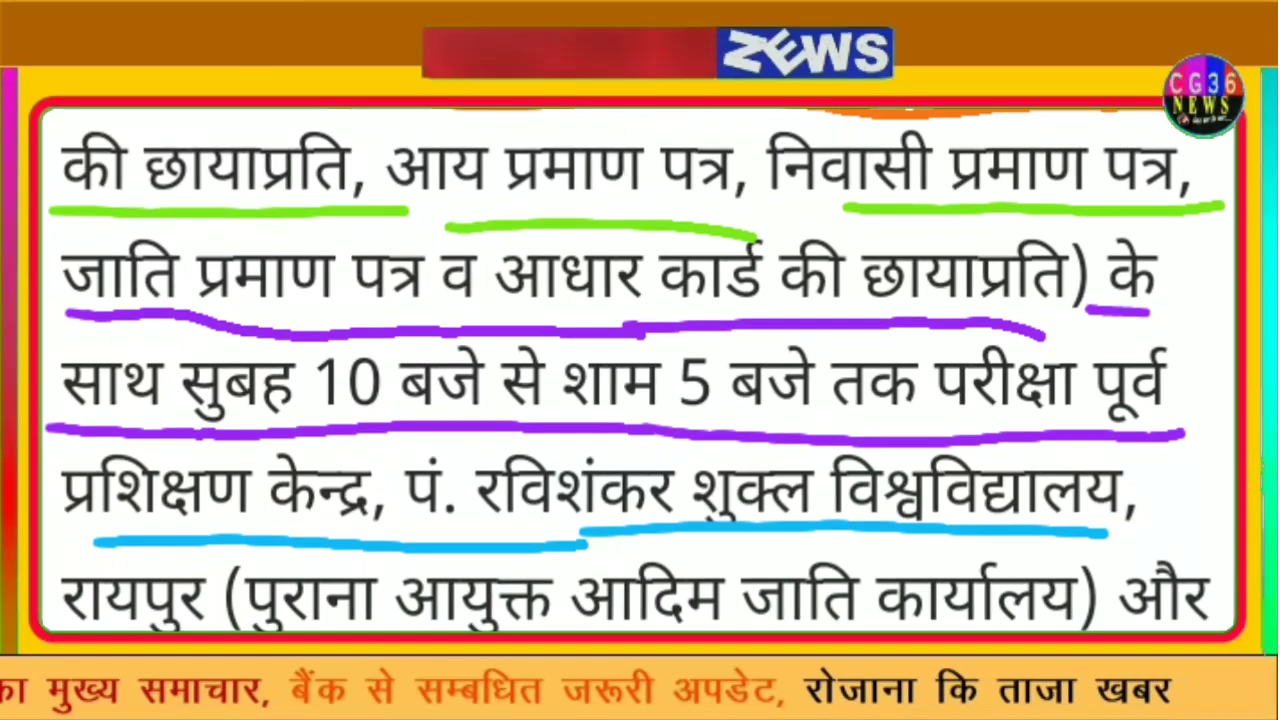 ZEWS
CG36
NEWS
की छायाप्रति, आय प्रमाण पत्र, निवासी प्रमाण पत्र,
जाति प्रमाण पत्र व आधार कार्ड की छायाप्रति) के
साथ सुबह 10 बजे से शाम 5 बजे तक परीक्षा पूर्व
प्रशिक्षण केन्द्र, पं. रविशंकर शुक्ल विश्वविद्यालय,
रायपुर (पुराना आयुक्त आदिम जाति कार्यालय) और
का मुख्य समाचार, बैंक से सम्बधित जरूरी अपडेट, रोजाना कि ताजा खबर